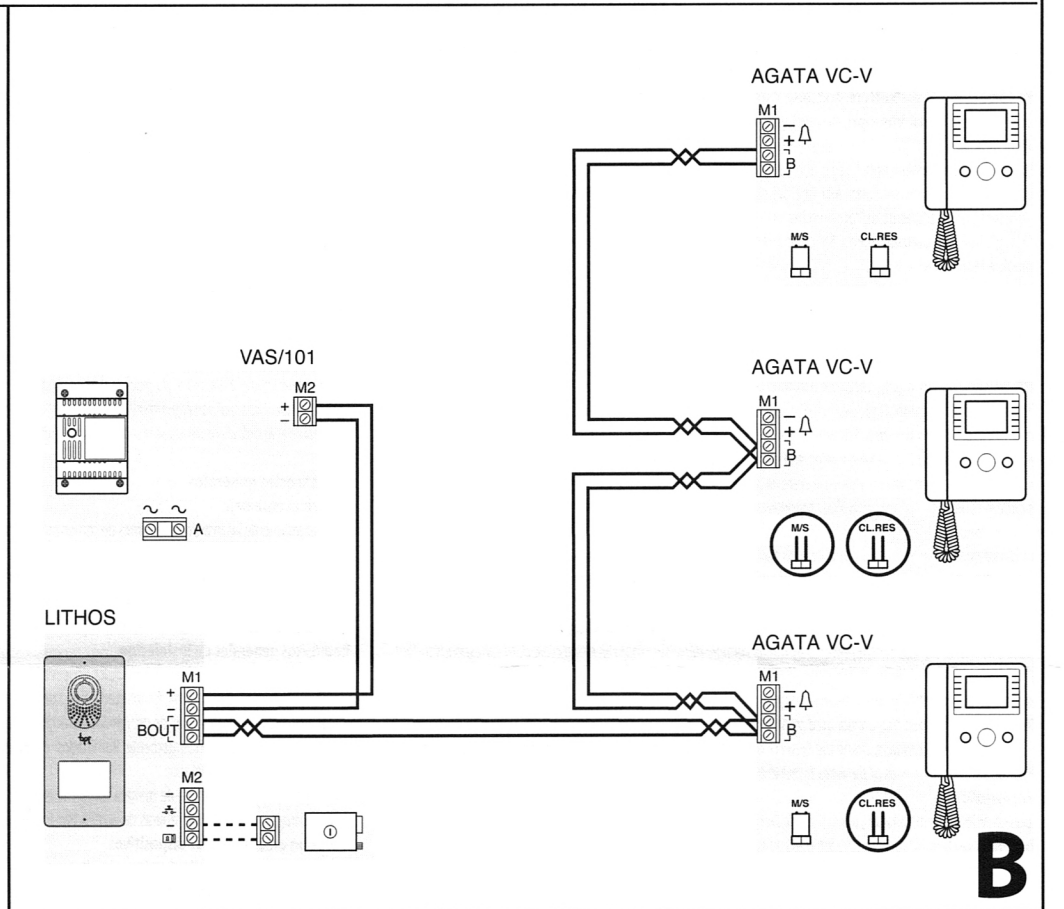 AGATA VC-V
M1
−
+
B
M/S CL.RES
VAS/101
M2
+
−
A
AGATA VC-V
M1
−
+
B
M/S CL.RES
LITHOS
bpt
M1
+
−
BOUT
M2
−
−
AGATA VC-V
M1
−
+
B
M/S CL.RES
B